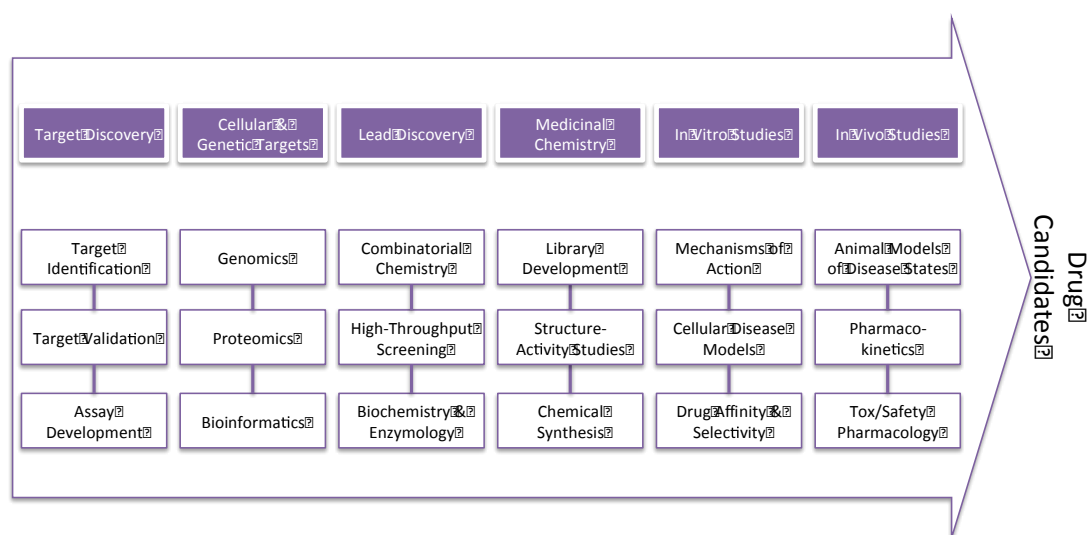 Target Discovery
Cellular &
Genetic Targets
Lead Discovery
Medicinal
Chemistry
In Vitro Studies
In Vivo Studies
Target
Identification
Genomics
Combinatorial
Chemistry
Library
Development
Mechanisms of
Action
Animal Models
of Disease States
Target Validation
Proteomics
High-Throughput
Screening
Structure-
Activity Studies
Cellular Disease
Models
Pharmaco-
kinetics
Assay
Development
Bioinformatics
Biochemistry &
Enzymology
Chemical
Synthesis
Drug Affinity &
Selectivity
Tox/Safety
Pharmacology
Drug
Candidates